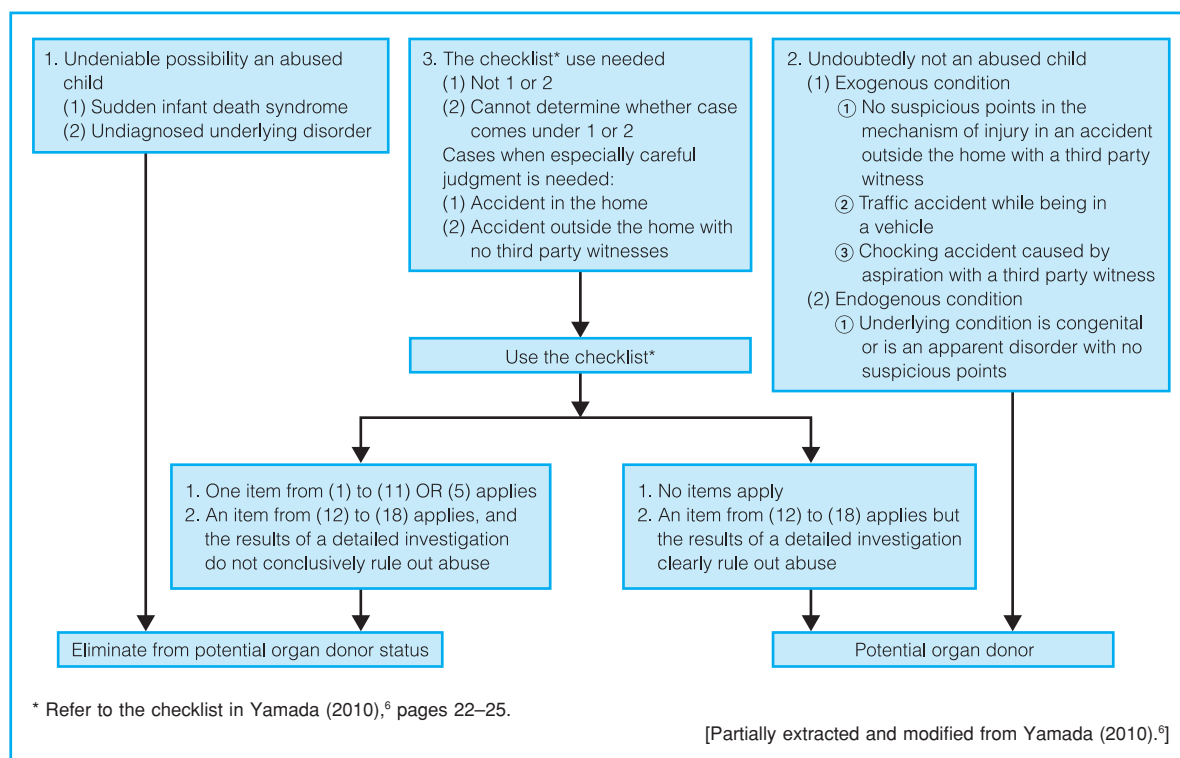 1. Undeniable possibility an abused
child
(1) Sudden infant death syndrome
(2) Undiagnosed underlying disorder
3. The checklist* use needed
(1) Not 1 or 2
(2) Cannot determine whether case
comes under 1 or 2
Cases when especially careful
judgment is needed:
(1) Accident in the home
(2) Accident outside the home with
no third party witnesses
2. Undoubtedly not an abused child
(1) Exogenous condition
① No suspicious points in the
mechanism of injury in an accident
outside the home with a third party
witness
② Traffic accident while being in
a vehicle
③ Chocking accident caused by
aspiration with a third party witness
(2) Endogenous condition
① Underlying condition is congenital
or is an apparent disorder with no
suspicious points
Use the checklist*
1. One item from (1) to (11) OR (5) applies
2. An item from (12) to (18) applies, and
the results of a detailed investigation
do not conclusively rule out abuse
1. No items apply
2. An item from (12) to (18) applies but
the results of a detailed investigation
clearly rule out abuse
Eliminate from potential organ donor status
Potential organ donor
* Refer to the checklist in Yamada (2010),⁶ pages 22–25.
[Partially extracted and modified from Yamada (2010).⁶]